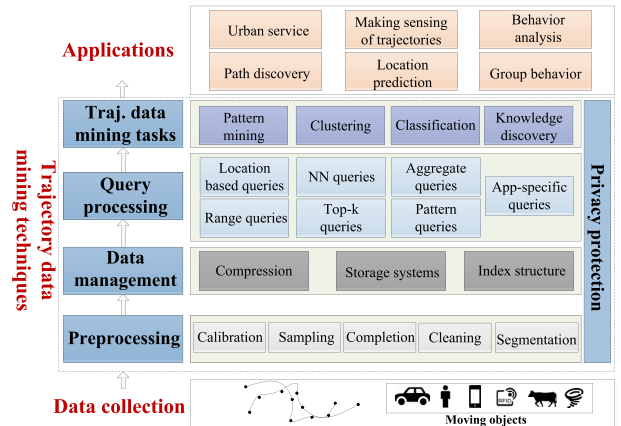 Applications
Urban service
Making sensing
of trajectories
Behavior
analysis
Path discovery
Location
prediction
Group behavior
Trajectory data
mining techniques
Traj. data
mining tasks
Pattern
mining
Clustering
Classification
Knowledge
discovery
Query
processing
Location
based queries
NN queries
Aggregate
queries
App-specific
queries
Range queries
Top-k
queries
Pattern
queries
Data
management
Compression
Storage systems
Index structure
Preprocessing
Calibration
Sampling
Completion
Cleaning
Segmentation
Privacy protection
Data collection
RFID
Moving objects